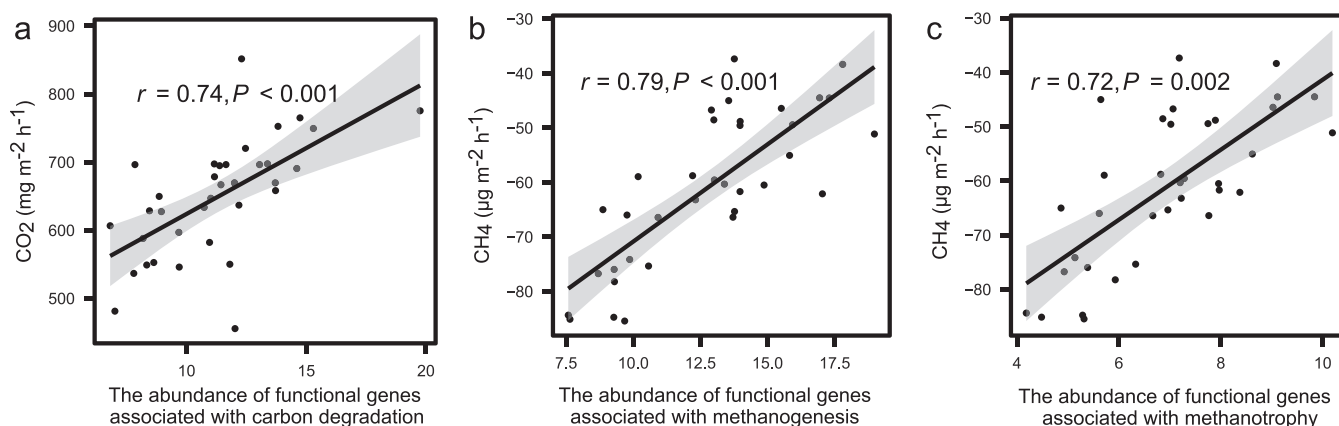 a
r = 0.74, P < 0.001
CO2 (mg m−2 h−1)
900
800
700
600
500
10
15
20
The abundance of functional genes
associated with carbon degradation
b
r = 0.79, P < 0.001
CH4 (µg m−2 h−1)
−30
−40
−50
−60
−70
−80
7.5
10.0
12.5
15.0
17.5
The abundance of functional genes
associated with methanogenesis
c
r = 0.72, P = 0.002
CH4 (µg m−2 h−1)
−30
−40
−50
−60
−70
−80
4
6
8
10
The abundance of functional genes
associated with methanotrophy